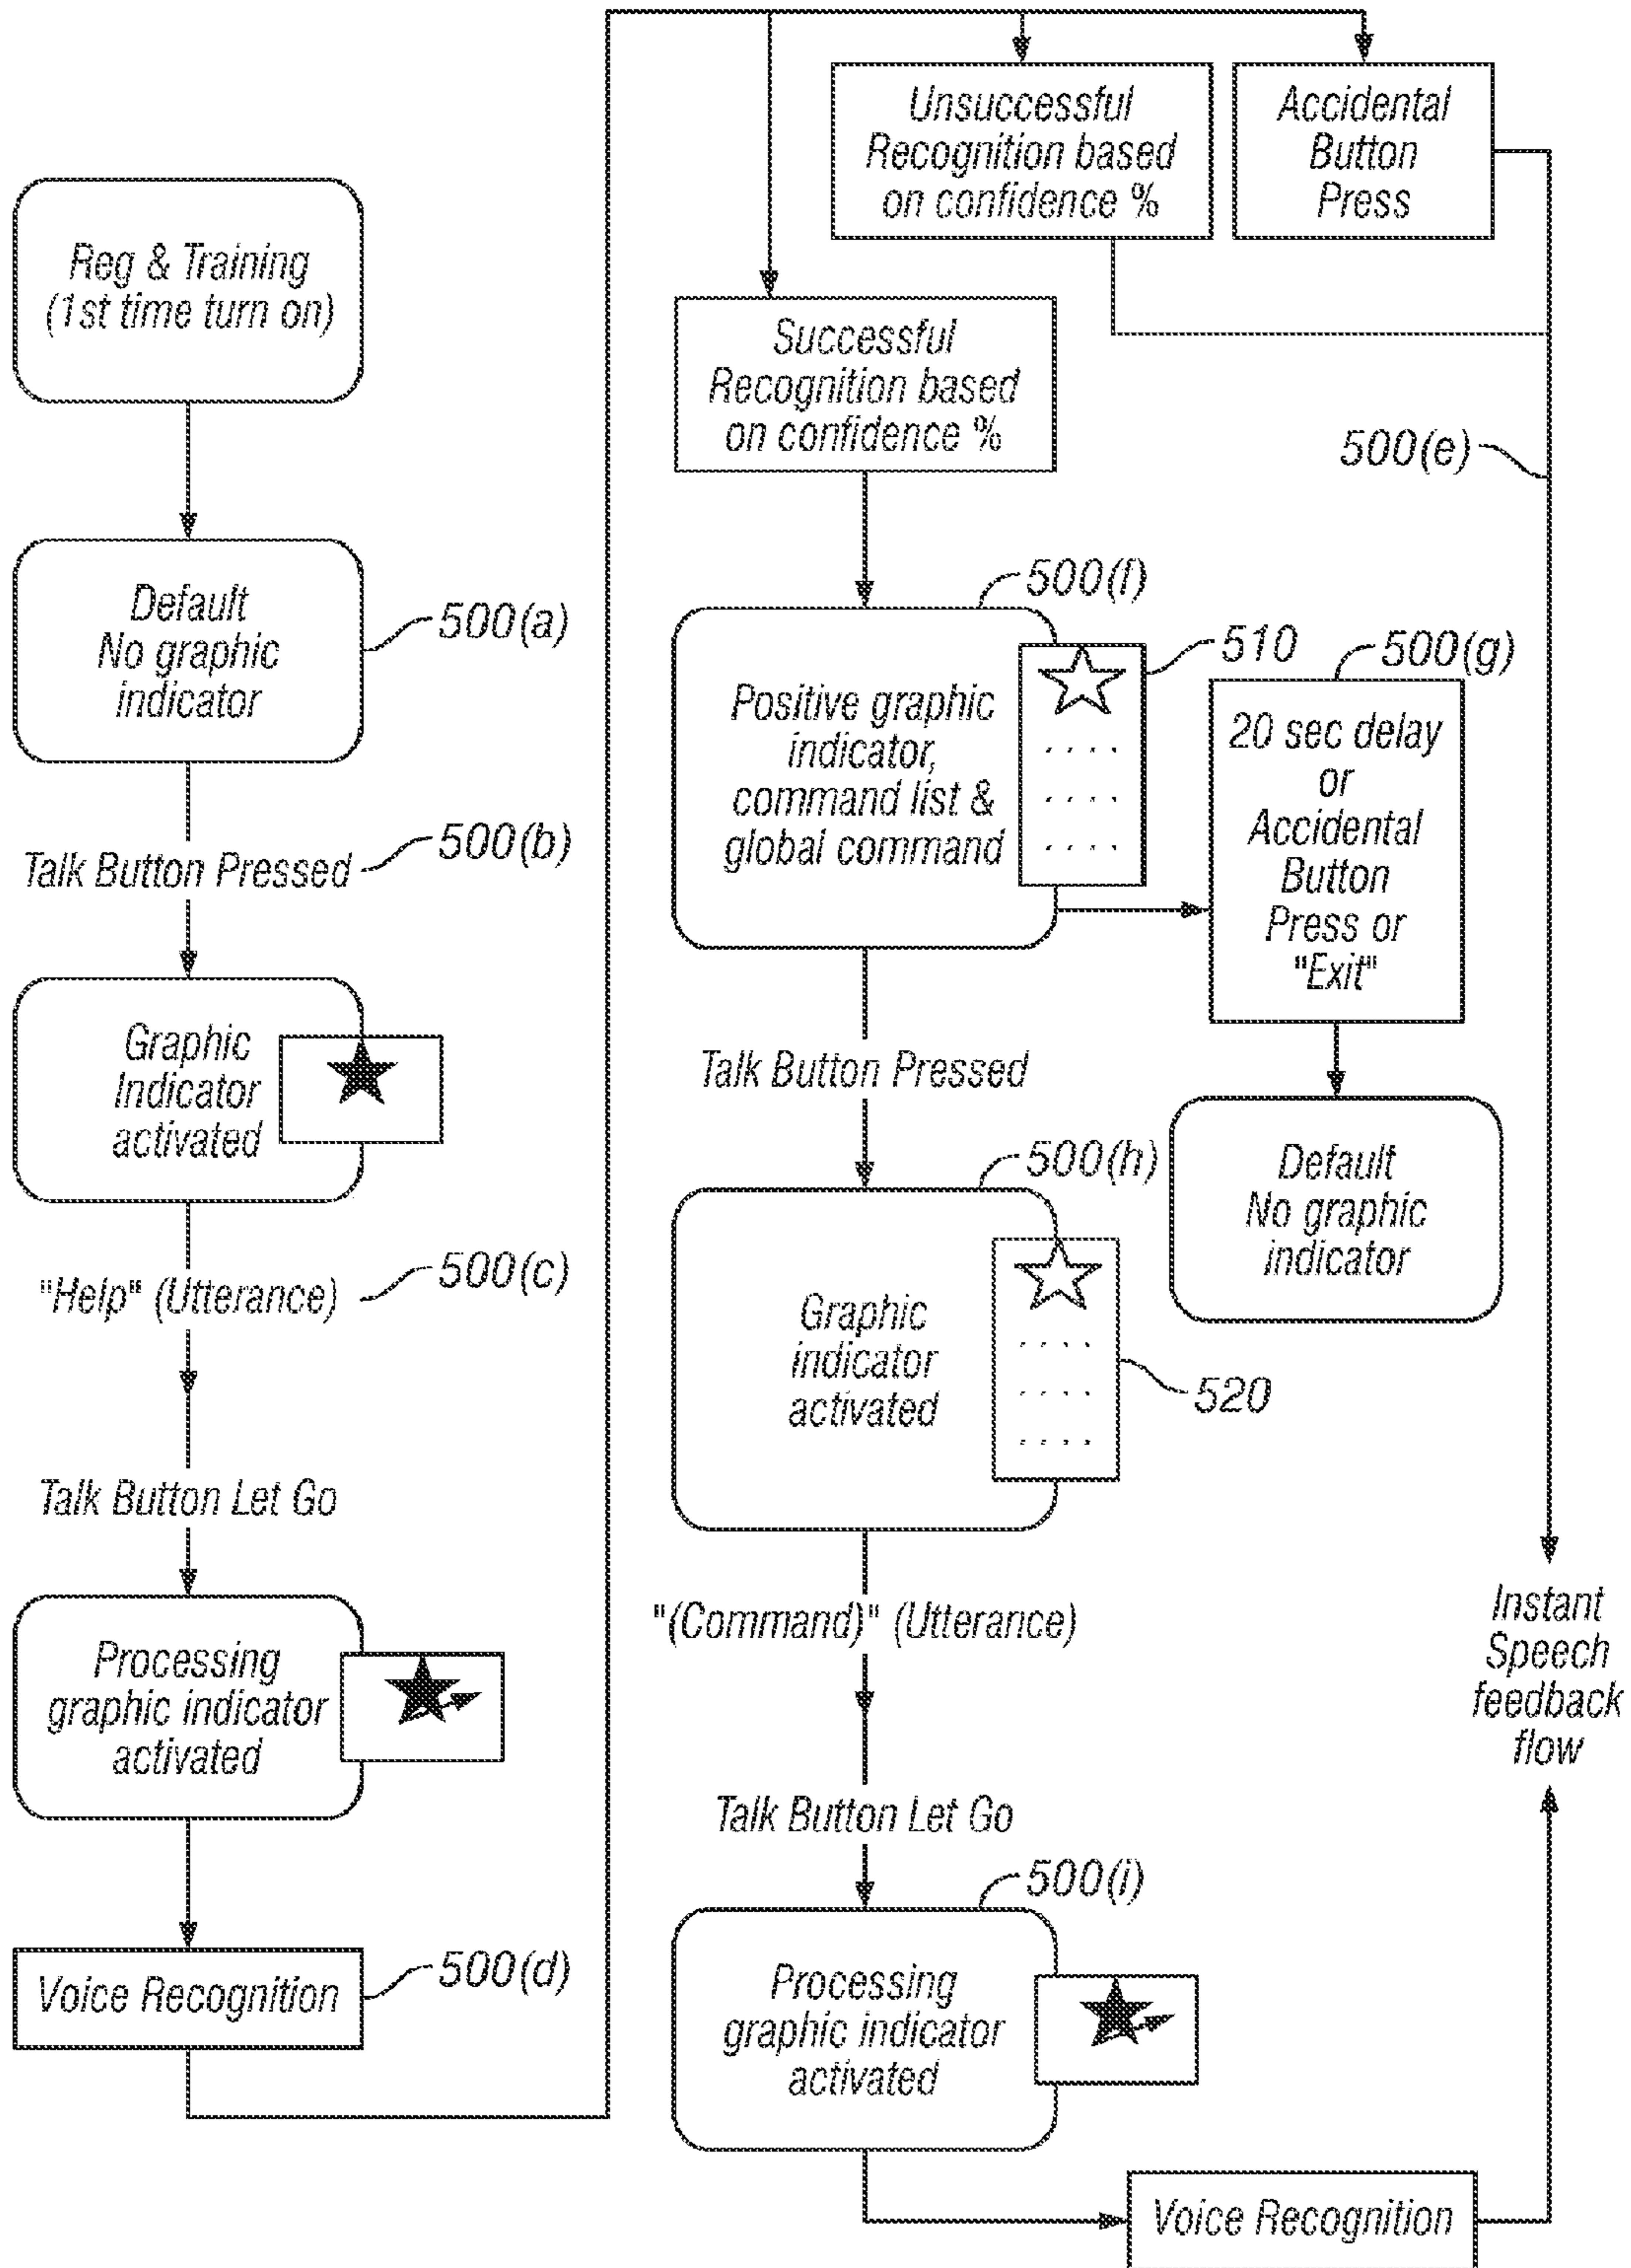 Reg & Training
(1st time turn on)
Default
No graphic
indicator
500(a)
Talk Button Pressed
500(b)
Graphic
Indicator
activated
"Help" (Utterance)
500(c)
Talk Button Let Go
Processing
graphic indicator
activated
Voice Recognition
500(d)
Unsuccessful
Recognition based
on confidence %
Accidental
Button
Press
Successful
Recognition based
on confidence %
500(e)
500(f)
Positive graphic
indicator,
command list &
global command
510
500(g)
20 sec delay
or
Accidental
Button
Press or
"Exit"
Talk Button Pressed
Default
No graphic
indicator
500(h)
Graphic
indicator
activated
520
"(Command)" (Utterance)
Talk Button Let Go
Instant
Speech
feedback
flow
500(i)
Processing
graphic indicator
activated
Voice Recognition